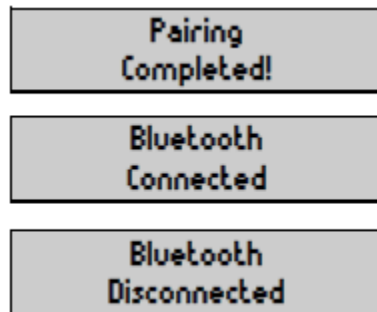 Pairing
Completed!
Bluetooth
Connected
Bluetooth
Disconnected